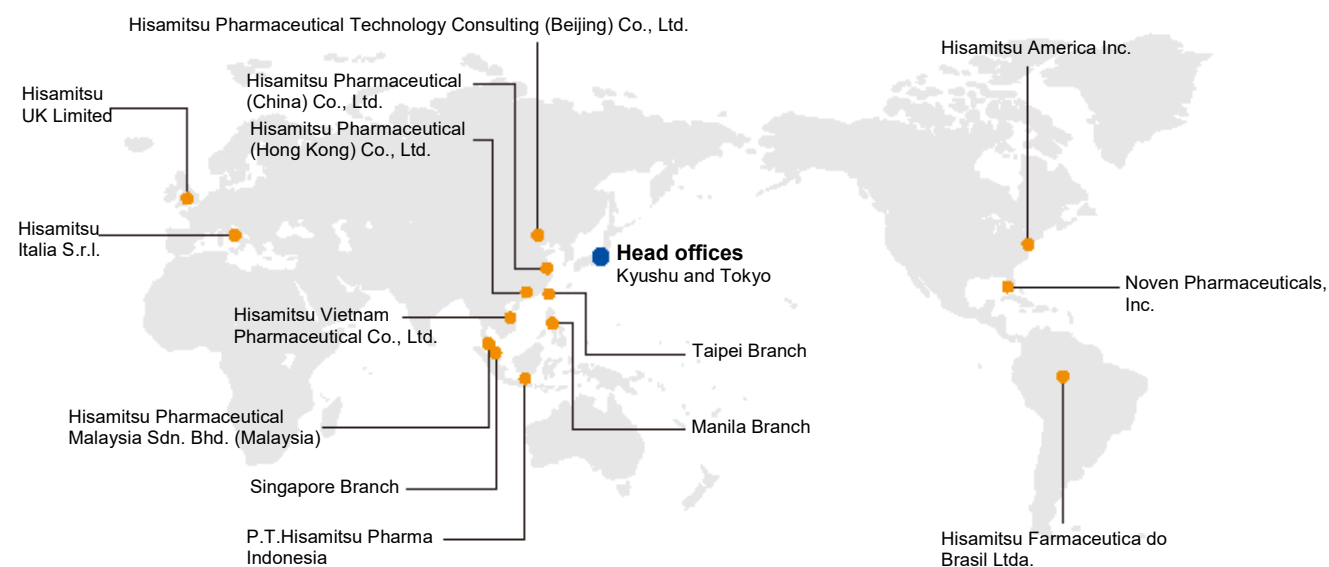 Hisamitsu Pharmaceutical Technology Consulting (Beijing) Co., Ltd.
Hisamitsu America Inc.
Hisamitsu
UK Limited
Hisamitsu Pharmaceutical
(China) Co., Ltd.
Hisamitsu Pharmaceutical
(Hong Kong) Co., Ltd.
Hisamitsu
Italia S.r.l.
Head offices
Kyushu and Tokyo
Noven Pharmaceuticals,
Inc.
Hisamitsu Vietnam
Pharmaceutical Co., Ltd.
Taipei Branch
Hisamitsu Pharmaceutical
Malaysia Sdn. Bhd. (Malaysia)
Manila Branch
Singapore Branch
P.T.Hisamitsu Pharma
Indonesia
Hisamitsu Farmaceutica do
Brasil Ltda.